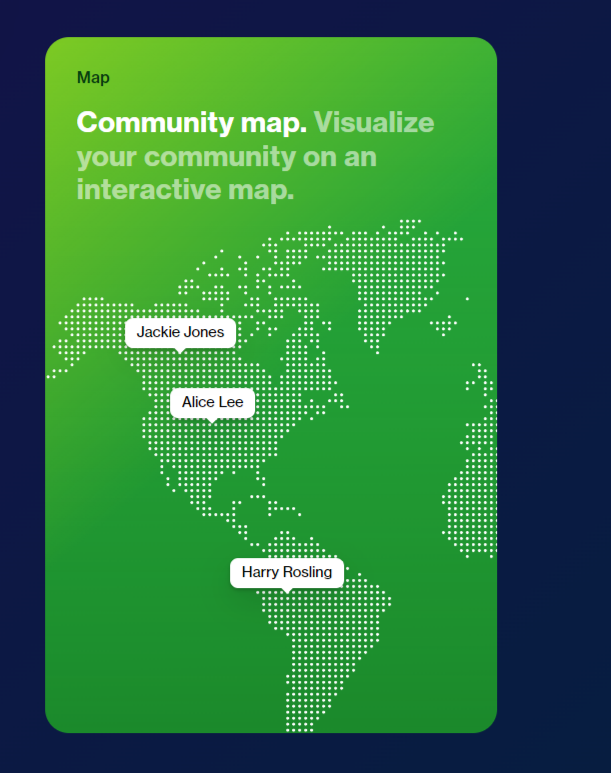 Map
Community map. Visualize
your community on an
interactive map.
Jackie Jones
Alice Lee
Harry Rosling